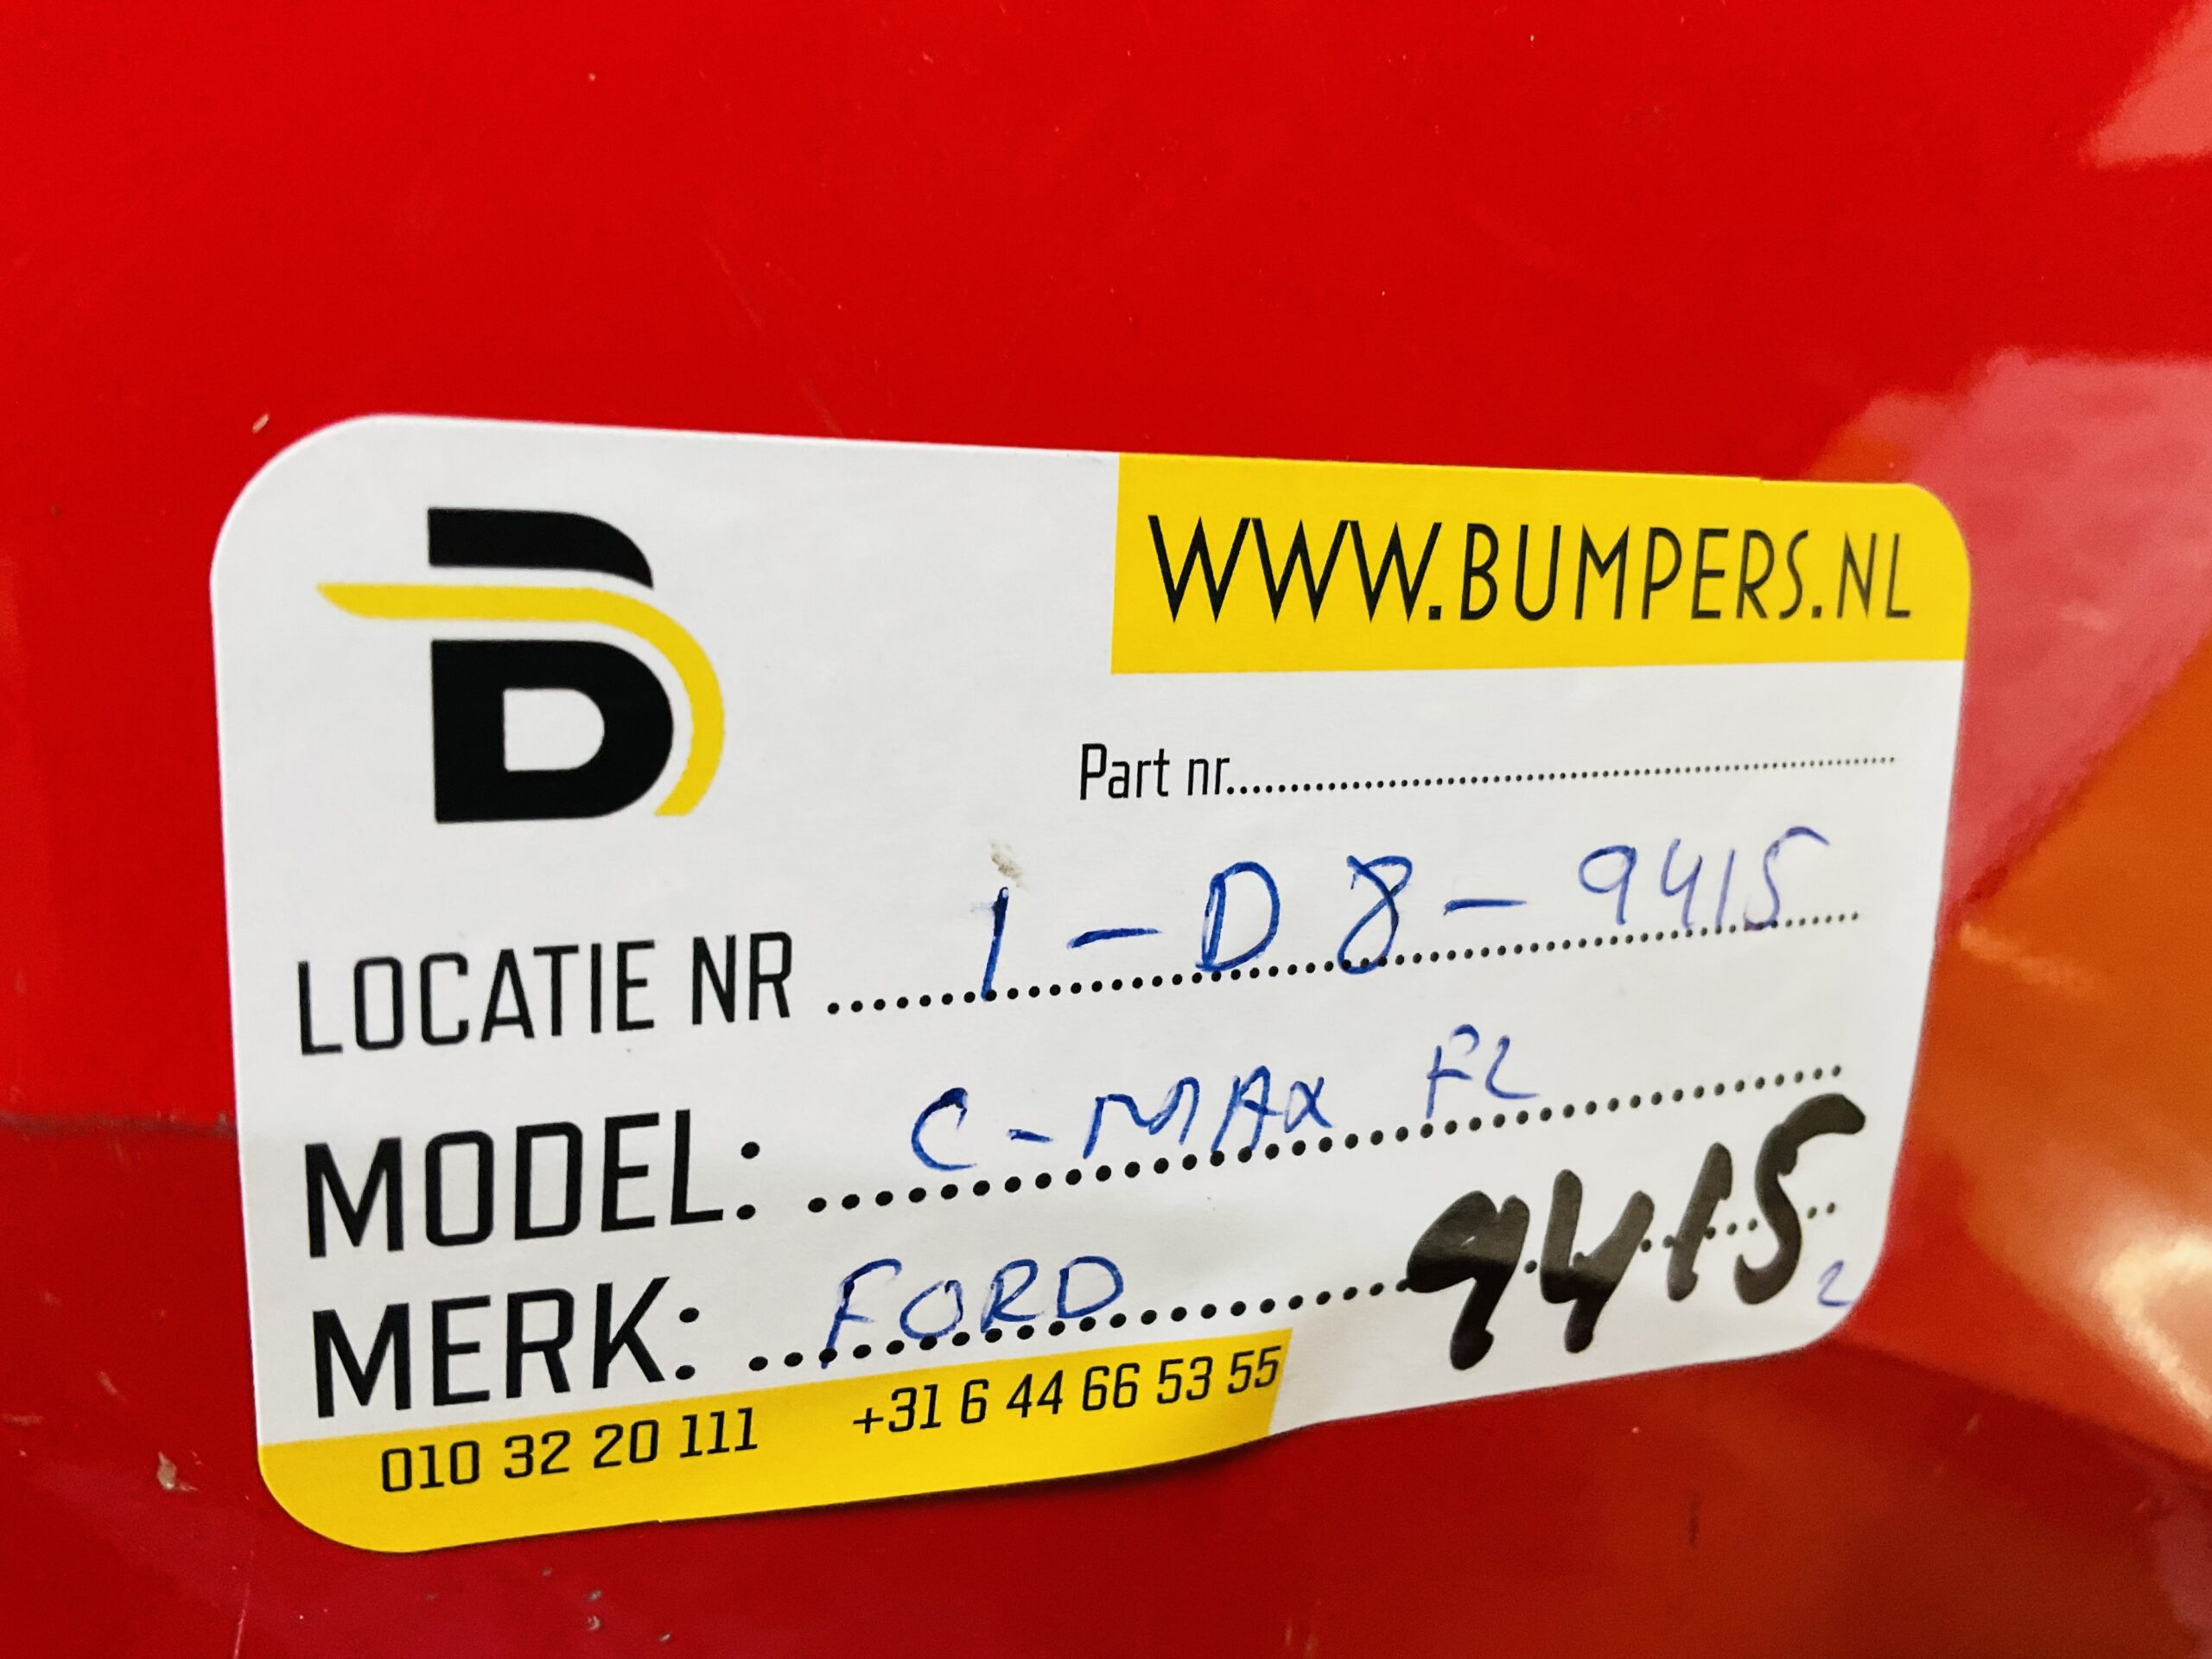 WWW.BUMPERS.NL
Part nr.
LOCATIE NR 1-D8-9415
MODEL: C-MAX FL
MERK: FORD 9415
2
010 32 20 111 +31 6 44 66 53 55